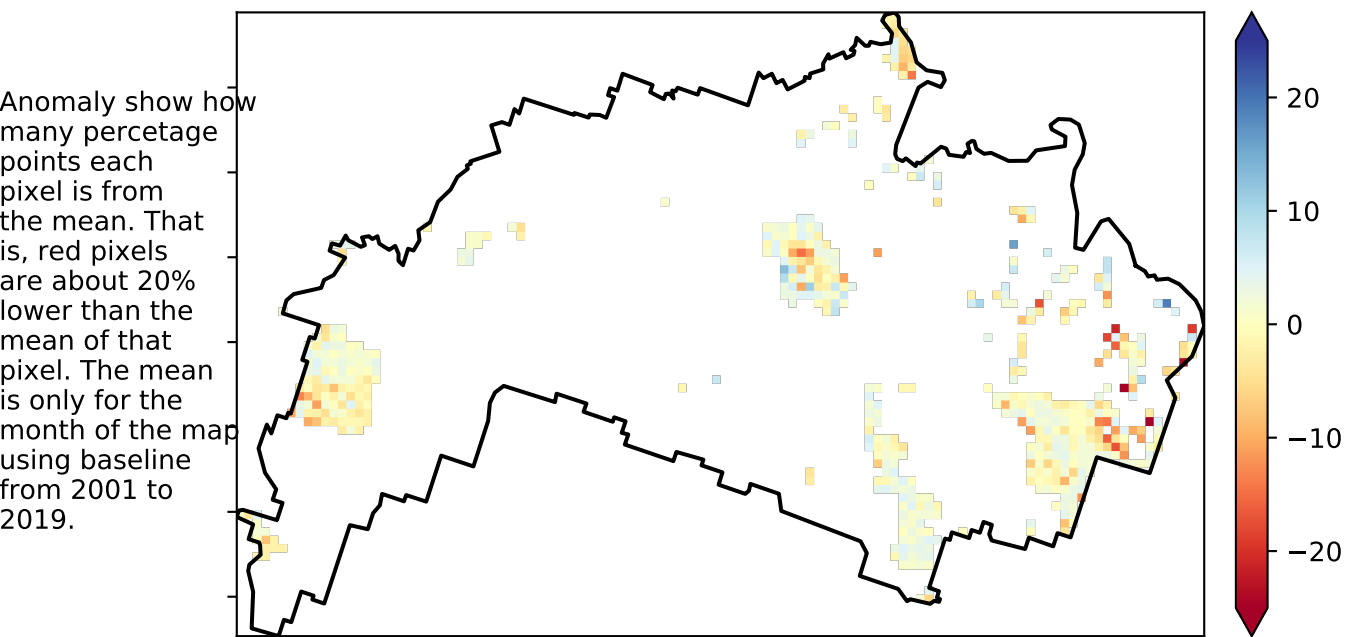 Anomaly show how
many percetage
points each
pixel is from
the mean. That
is, red pixels
are about 20%
lower than the
mean of that
pixel. The mean
is only for the
month of the map
using baseline
from 2001 to
2019.
20
10
0
−10
−20